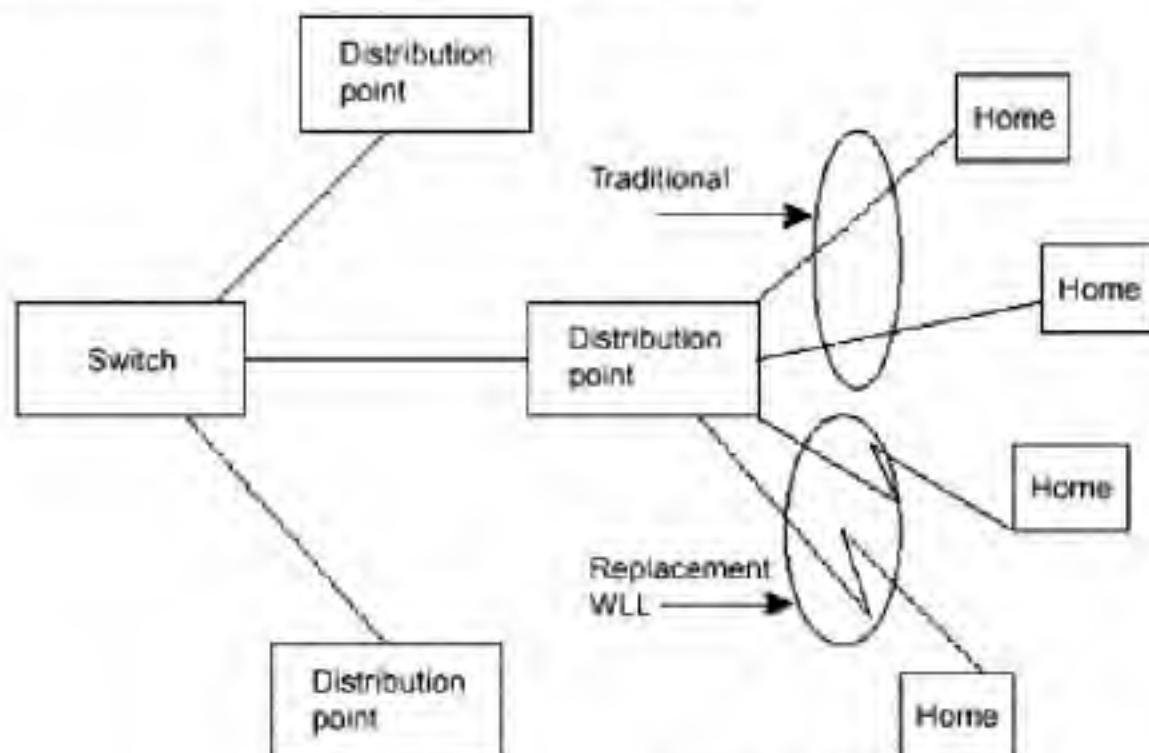 Distribution
point
Home
Traditional
Home
Switch
Distribution
point
Home
Replacement
WLL
Distribution
point
Home